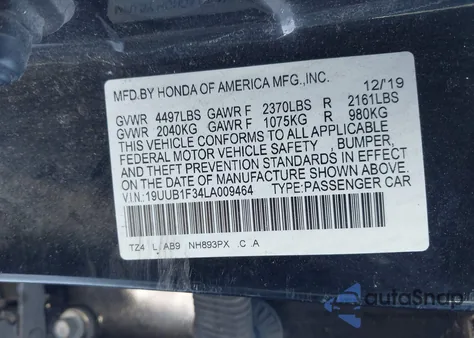 MFD.BY HONDA OF AMERICA MFG.,INC. 12/'19
GVWR 4497LBS GAWR F 2370LBS R 2161LBS
GVWR 2040KG GAWR F 1075KG R 980KG
THIS VEHICLE CONFORMS TO ALL APPLICABLE
FEDERAL MOTOR VEHICLE SAFETY , BUMPER,
AND THEFT PREVENTION STANDARDS IN EFFECT
ON THE DATE OF MANUFACTURE SHOWN ABOVE.
V.I.N.:19UUB1F34LA009464 TYPE:PASSENGER CAR
TZ4 L AB9 NH893PX .C .A
autoSnap